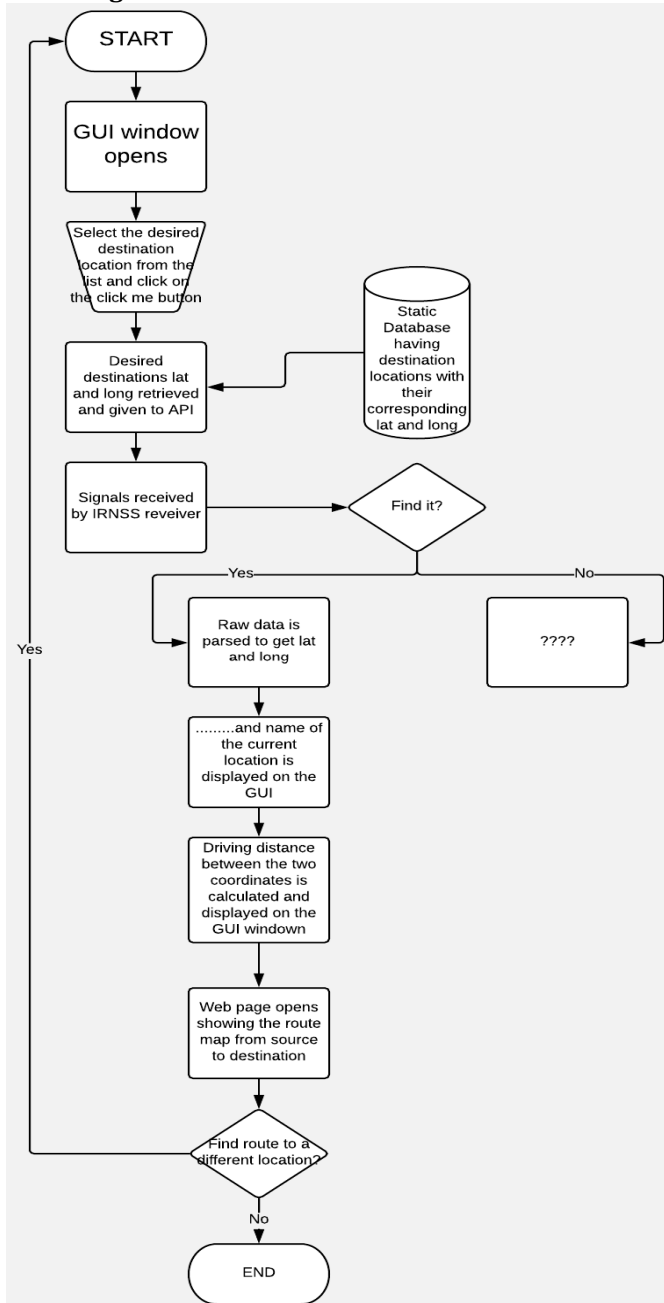 START
GUI window
opens
Select the desired
destination
location from the
list and click on
the click me button
Static
Database
having
destination
locations with
their
corresponding
lat and long
Desired
destinations lat
and long retrieved
and given to API
Signals received
by IRNSS reveiver
Find it?
Yes
No
Raw data is
parsed to get lat
and long
????
Yes
.........and name of
the current
location is
displayed on the
GUI
Driving distance
between the two
coordinates is
calculated and
displayed on the
GUI windown
Web page opens
showing the route
map from source
to destination
Find route to a
different location?
No
END